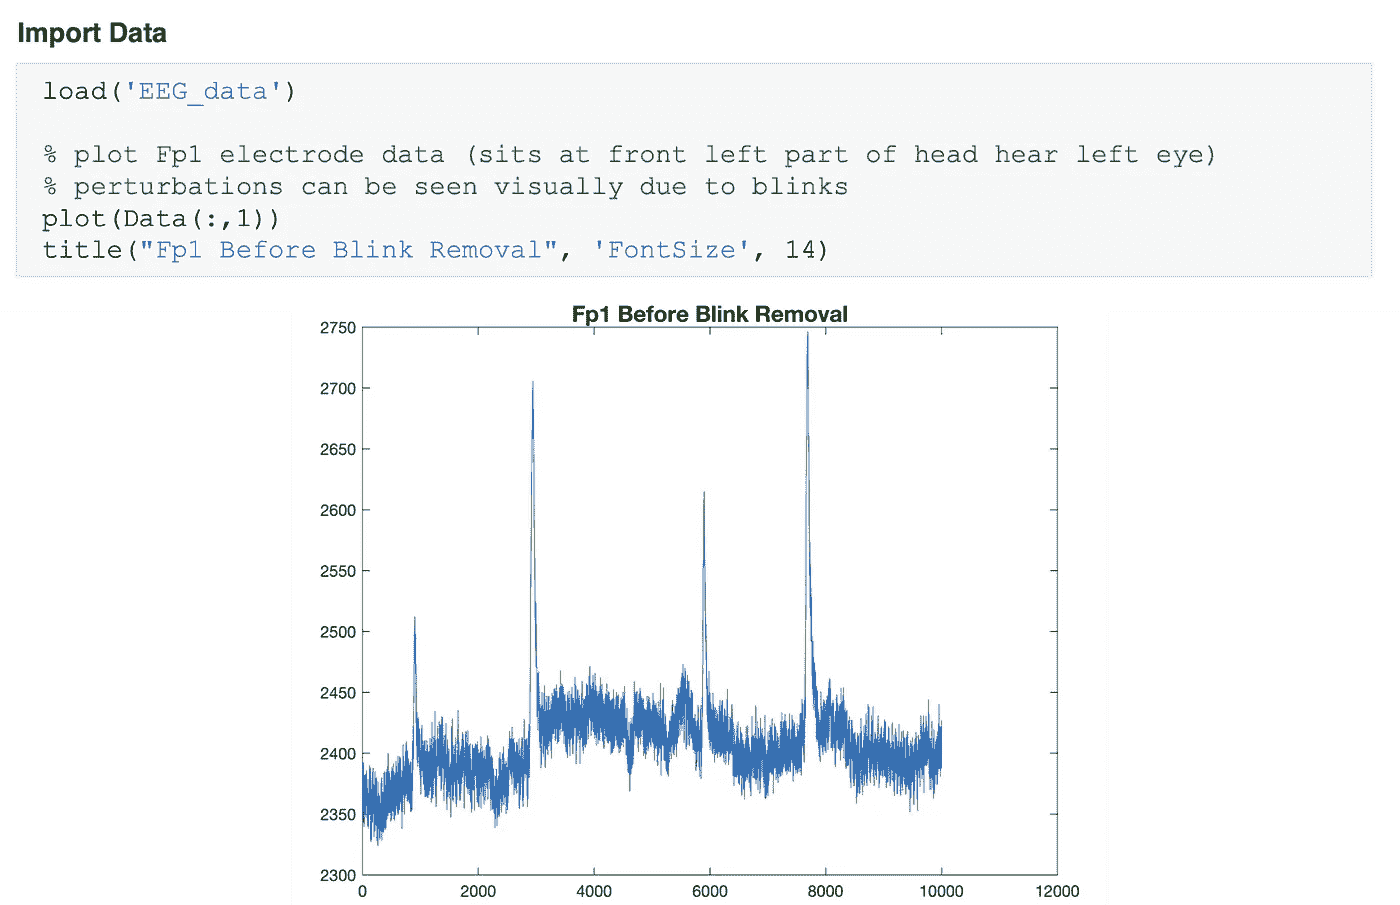 Import Data
load('EEG_data')
% plot Fp1 electrode data (sits at front left part of head hear left eye)
% perturbations can be seen visually due to blinks
plot(Data(:,1))
title("Fp1 Before Blink Removal", 'FontSize', 14)
Fp1 Before Blink Removal
2750
2700
2650
2600
2550
2500
2450
2400
2350
2300
0 2000 4000 6000 8000 10000 12000